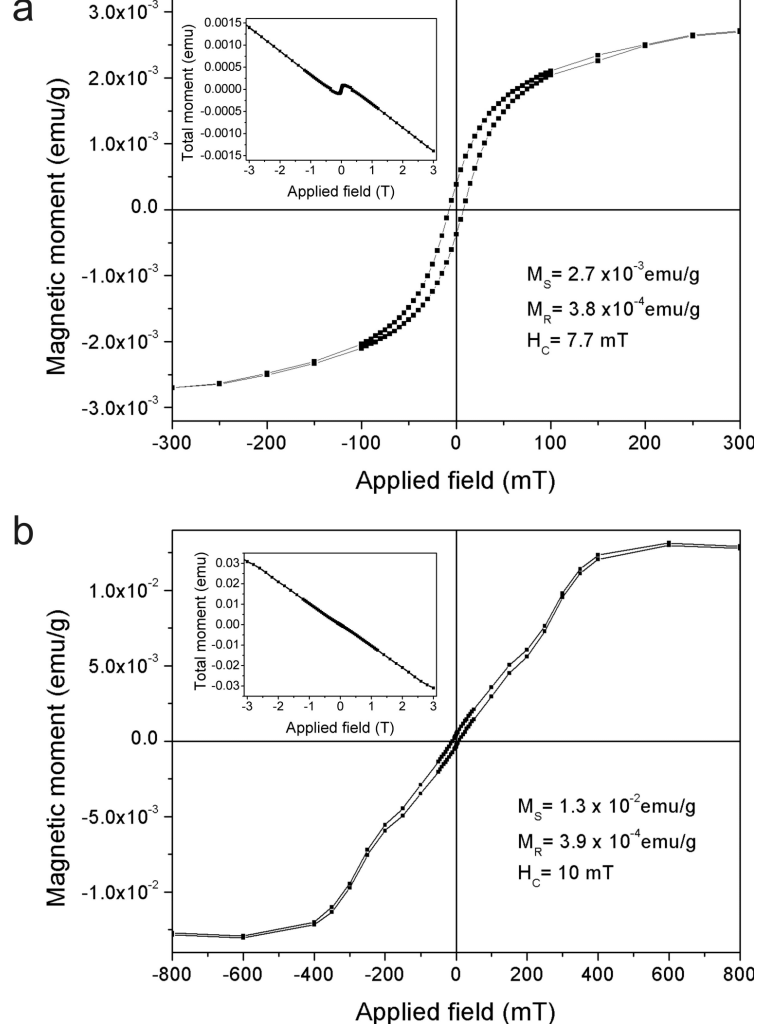 a
3.0x10⁻³
2.0x10⁻³
1.0x10⁻³
0.0
-1.0x10⁻³
-2.0x10⁻³
-3.0x10⁻³
Magnetic moment (emu/g)
-300 -200 -100 0 100 200 300
Applied field (mT)
0.0015
0.0010
0.0005
0.0000
-0.0005
-0.0010
-0.0015
Total moment (emu)
-3 -2 -1 0 1 2 3
Applied field (T)
M_S= 2.7 x10⁻³emu/g
M_R= 3.8 x10⁻⁴emu/g
H_C= 7.7 mT
b
1.0x10⁻²
5.0x10⁻³
0.0
-5.0x10⁻³
-1.0x10⁻²
Magnetic moment (emu/g)
-800 -600 -400 -200 0 200 400 600 800
Applied field (mT)
0.03
0.02
0.01
0.00
-0.01
-0.02
-0.03
Total moment (emu)
-3 -2 -1 0 1 2 3
Applied field (T)
M_S= 1.3 x 10⁻²emu/g
M_R= 3.9 x 10⁻⁴emu/g
H_C= 10 mT